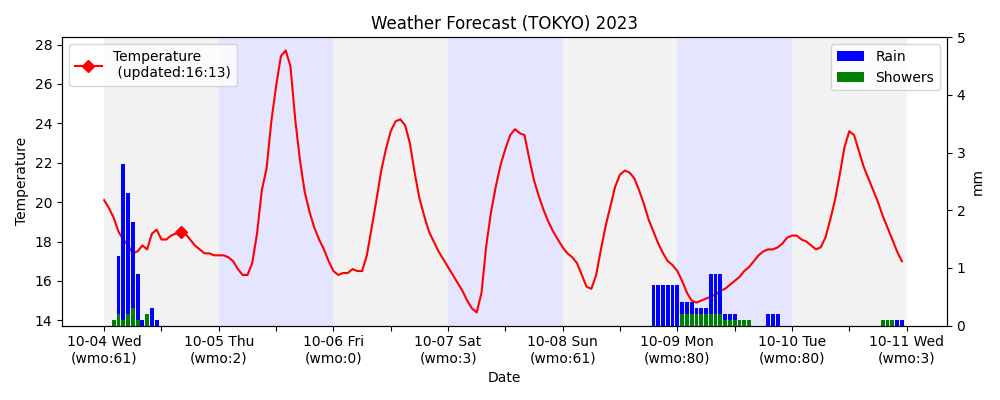 Weather Forecast (TOKYO) 2023
Temperature
(updated:16:13)
Rain
Showers
28
26
24
22
20
18
16
14
Temperature
5
4
3
2
1
0
mm
10-04 Wed
(wmo:61)
10-05 Thu
(wmo:2)
10-06 Fri
(wmo:0)
10-07 Sat
(wmo:3)
10-08 Sun
(wmo:61)
10-09 Mon
(wmo:80)
10-10 Tue
(wmo:80)
10-11 Wed
(wmo:3)
Date